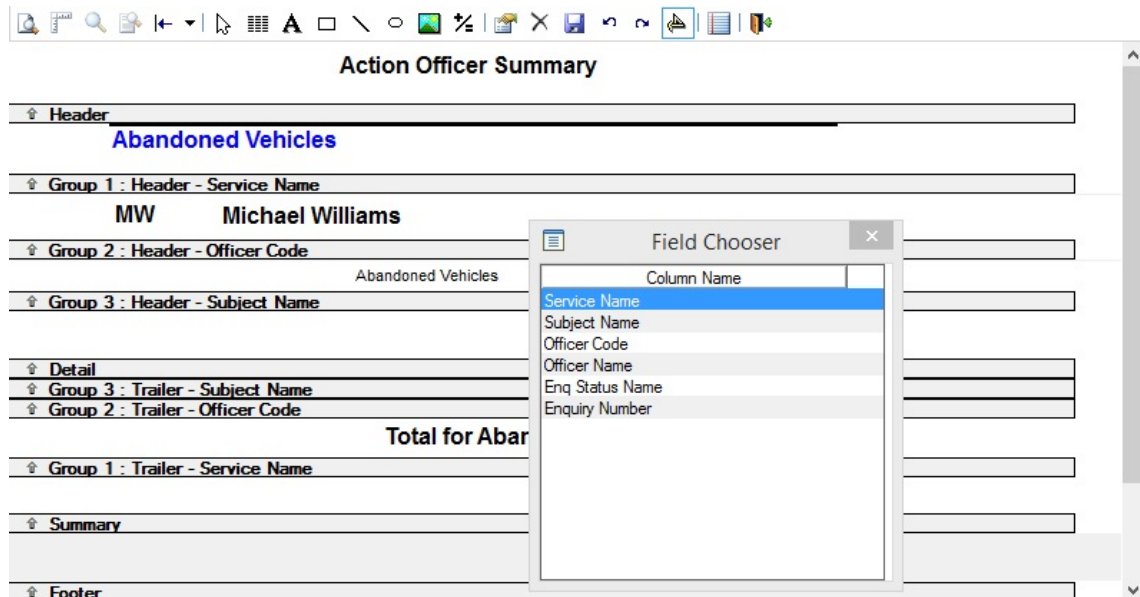 Action Officer Summary
Header
Abandoned Vehicles
Group 1 : Header - Service Name
MW Michael Williams
Group 2 : Header - Officer Code
Abandoned Vehicles
Group 3 : Header - Subject Name
Detail
Group 3 : Trailer - Subject Name
Group 2 : Trailer - Officer Code
Total for Abar
Group 1 : Trailer - Service Name
Summary
Footer
Field Chooser
Column Name
Service Name
Subject Name
Officer Code
Officer Name
Enq Status Name
Enquiry Number